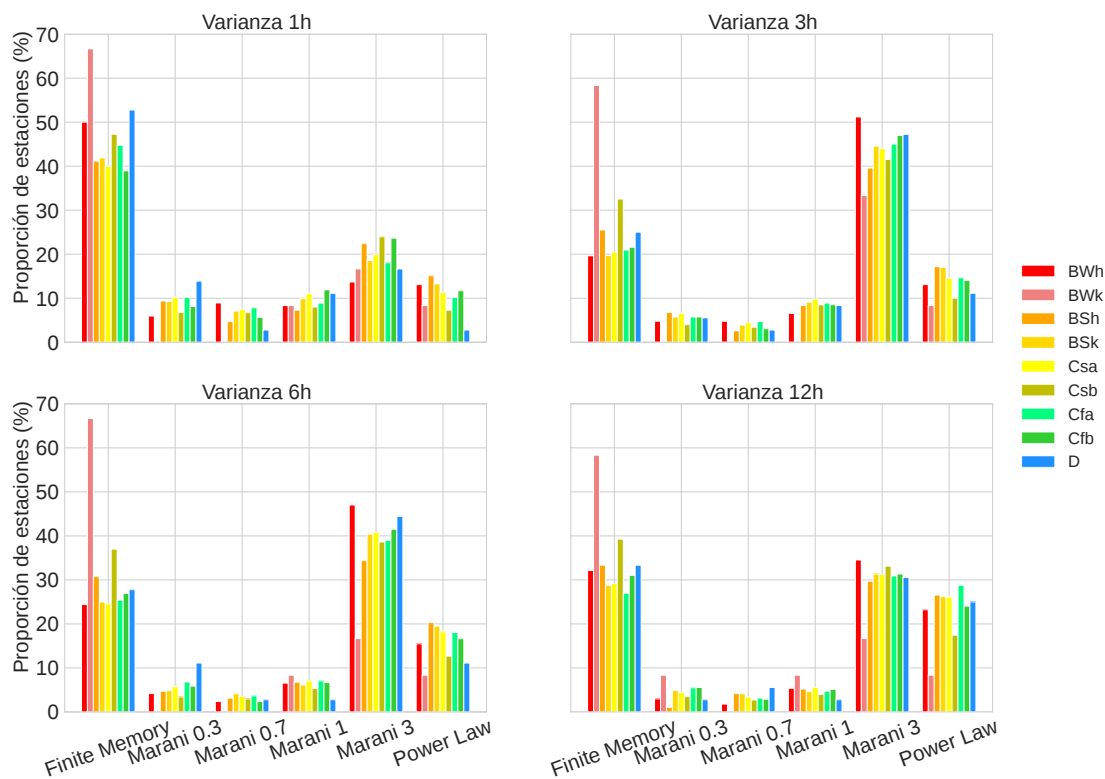 Varianza 1h
Varianza 3h
Proporción de estaciones (%)
70
60
50
40
30
20
10
0
BWh
BWk
BSh
BSk
Csa
Csb
Cfa
Cfb
D
Varianza 6h
Varianza 12h
Proporción de estaciones (%)
70
60
50
40
30
20
10
0
Finite Memory
Marani 0.3
Marani 0.7
Marani 1
Marani 3
Power Law
Finite Memory
Marani 0.3
Marani 0.7
Marani 1
Marani 3
Power Law